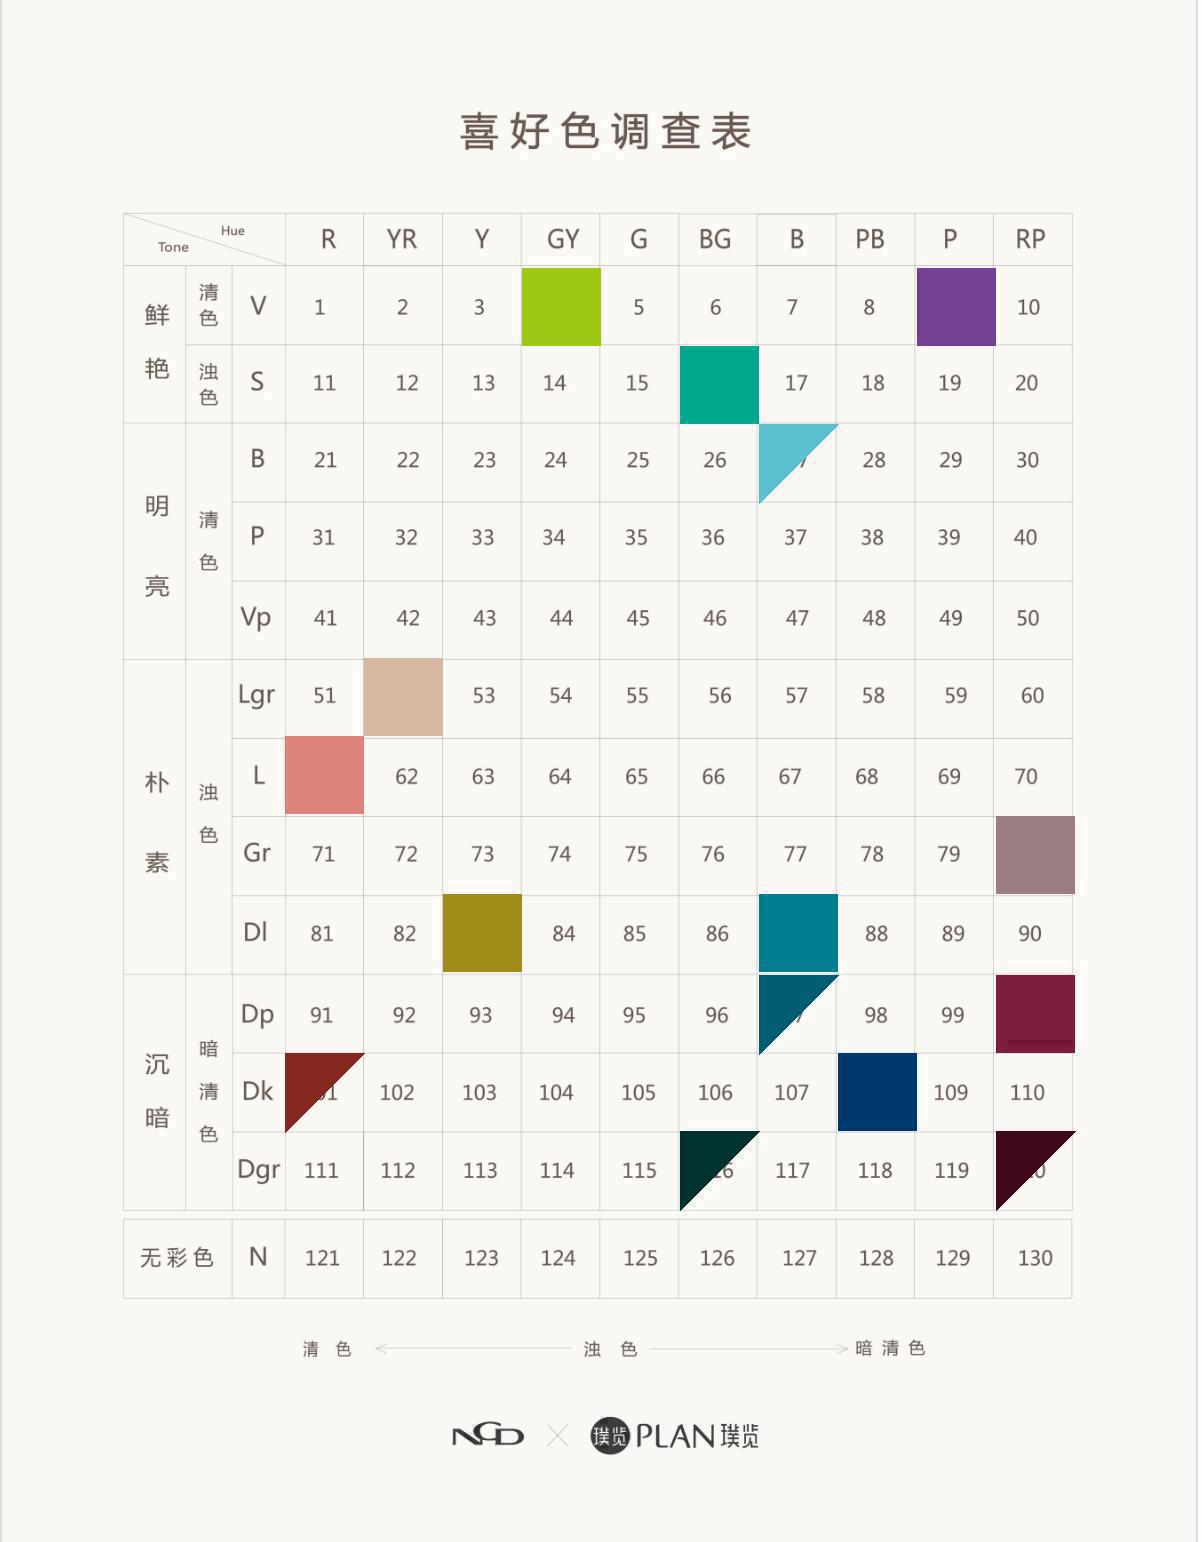 喜好色调查表
Hue
Tone
R YR Y GY G BG B PB P RP
鲜艳 清色 V 1 2 3 5 6 7 8 10
浊色 S 11 12 13 14 15 17 18 19 20
明亮 清色 B 21 22 23 24 25 26 28 29 30
P 31 32 33 34 35 36 37 38 39 40
Vp 41 42 43 44 45 46 47 48 49 50
朴素 浊色 Lgr 51 53 54 55 56 57 58 59 60
L 62 63 64 65 66 67 68 69 70
Gr 71 72 73 74 75 76 77 78 79
Dl 81 82 84 85 86 88 89 90
沉暗 暗清色 Dp 91 92 93 94 95 96 98 99
Dk 102 103 104 105 106 107 109 110
Dgr 111 112 113 114 115 117 118 119
无彩色 N 121 122 123 124 125 126 127 128 129 130
清色 浊色 暗清色
NCD × 璞览 PLAN 璞览